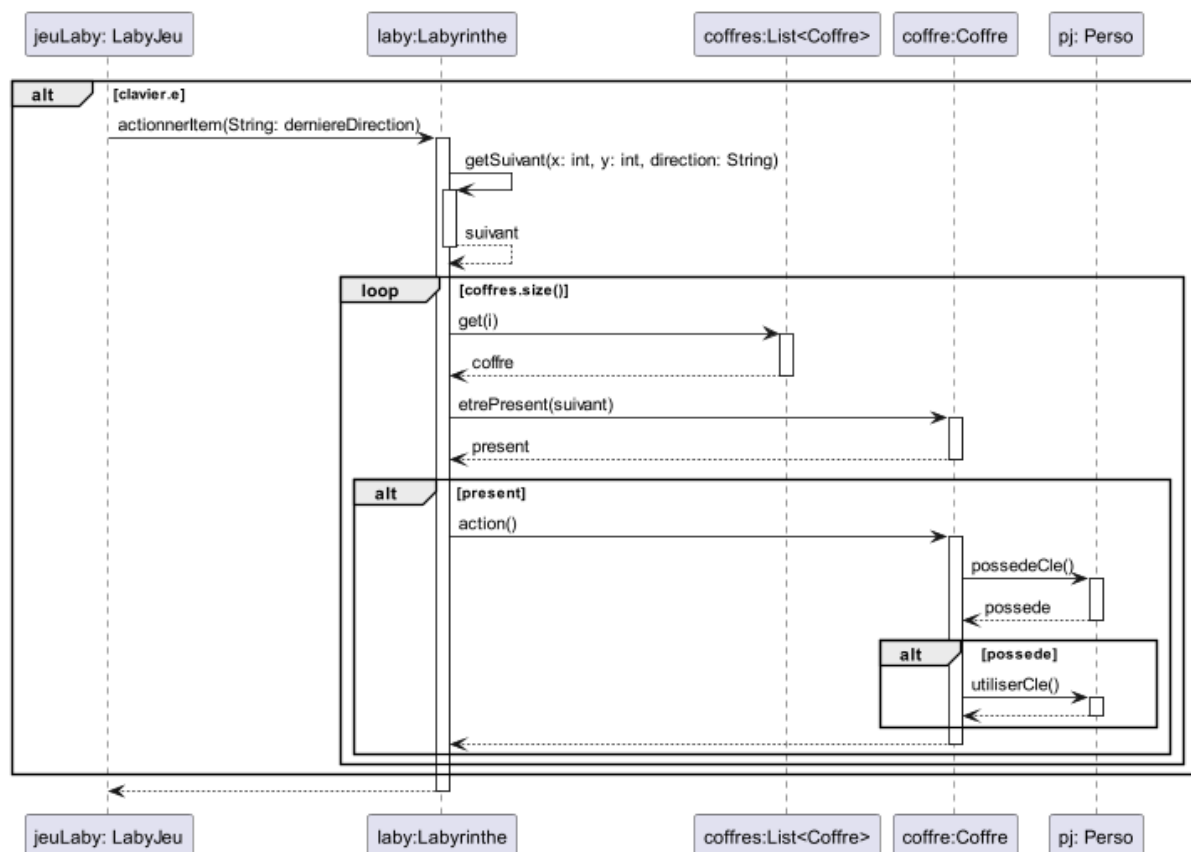 jeuLaby: LabyJeu laby:Labyrinthe coffres:List<Coffre> coffre:Coffre pj: Perso
alt [clavier.e]
actionnerItem(String: derniereDirection)
getSuivant(x: int, y: int, direction: String)
suivant
loop [coffres.size()]
get(i)
coffre
etrePresent(suivant)
present
alt [present]
action()
possedeCle()
possede
alt [possede]
utiliserCle()
jeuLaby: LabyJeu laby:Labyrinthe coffres:List<Coffre> coffre:Coffre pj: Perso